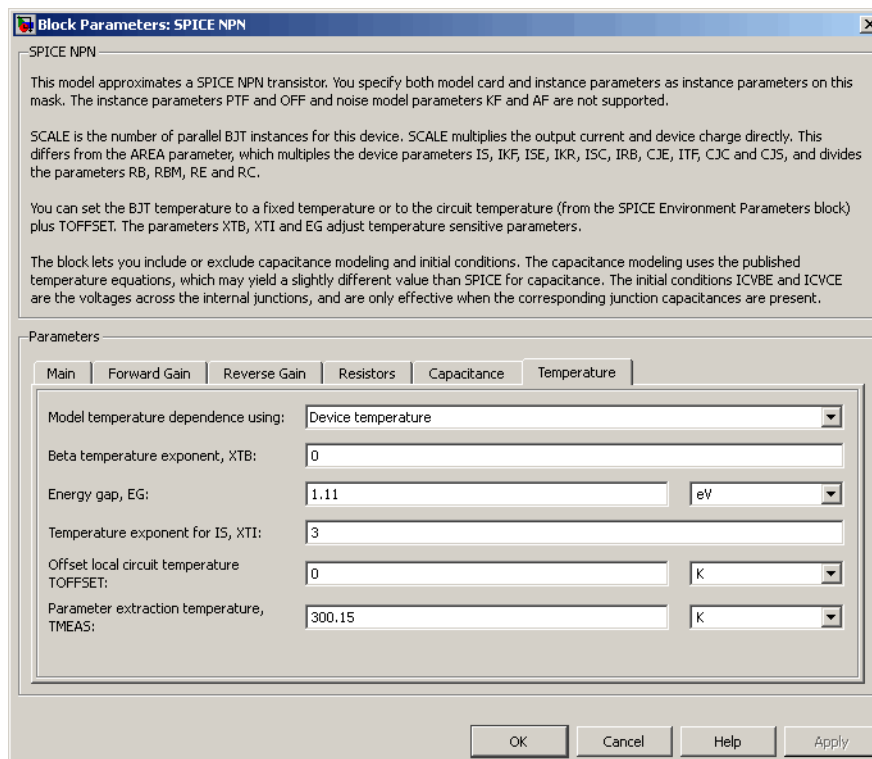 Block Parameters: SPICE NPN
SPICE NPN
This model approximates a SPICE NPN transistor. You specify both model card and instance parameters as instance parameters on this
mask. The instance parameters PTF and OFF and noise model parameters KF and AF are not supported.
SCALE is the number of parallel BJT instances for this device. SCALE multiplies the output current and device charge directly. This
differs from the AREA parameter, which multiples the device parameters IS, IKF, ISE, IKR, ISC, IRB, CJE, ITF, CJC and CJS, and divides
the parameters RB, RBM, RE and RC.
You can set the BJT temperature to a fixed temperature or to the circuit temperature (from the SPICE Environment Parameters block)
plus TOFFSET. The parameters XTB, XTI and EG adjust temperature sensitive parameters.
The block lets you include or exclude capacitance modeling and initial conditions. The capacitance modeling uses the published
temperature equations, which may yield a slightly different value than SPICE for capacitance. The initial conditions ICVBE and ICVCE
are the voltages across the internal junctions, and are only effective when the corresponding junction capacitances are present.
Parameters
Main Forward Gain Reverse Gain Resistors Capacitance Temperature
Model temperature dependence using: Device temperature
Beta temperature exponent, XTB: 0
Energy gap, EG: 1.11 eV
Temperature exponent for IS, XTI: 3
Offset local circuit temperature
TOFFSET: 0 K
Parameter extraction temperature,
TMEAS: 300.15 K
OK Cancel Help Apply